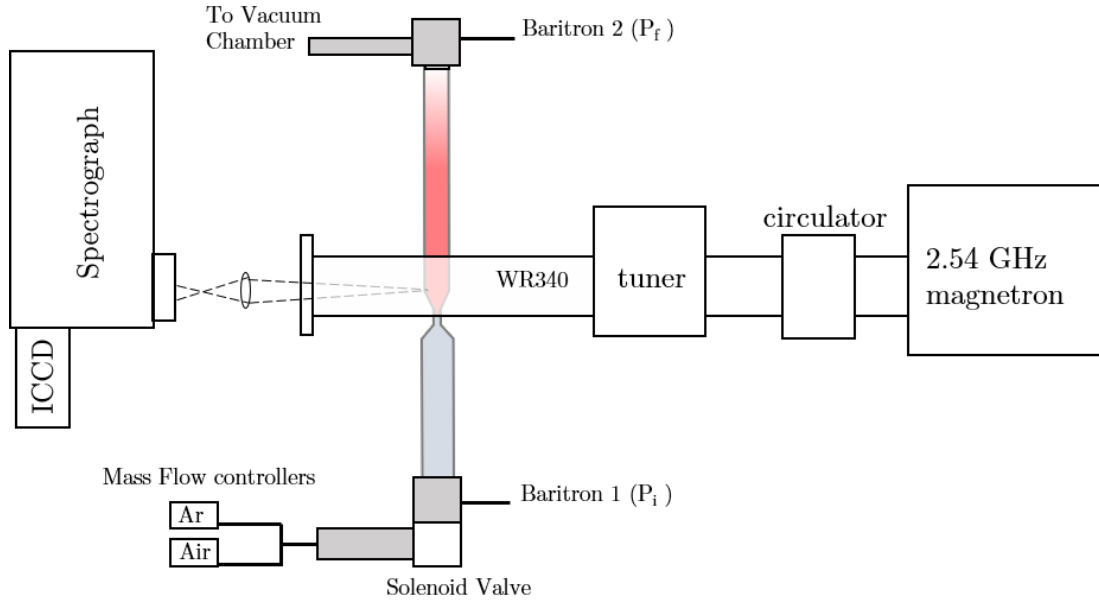 To Vacuum
Chamber
Baritron 2 (P_f )
Spectrograph
circulator
WR340
tuner
2.54 GHz
magnetron
ICCD
Mass Flow controllers
Baritron 1 (P_i )
Ar
Air
Solenoid Valve